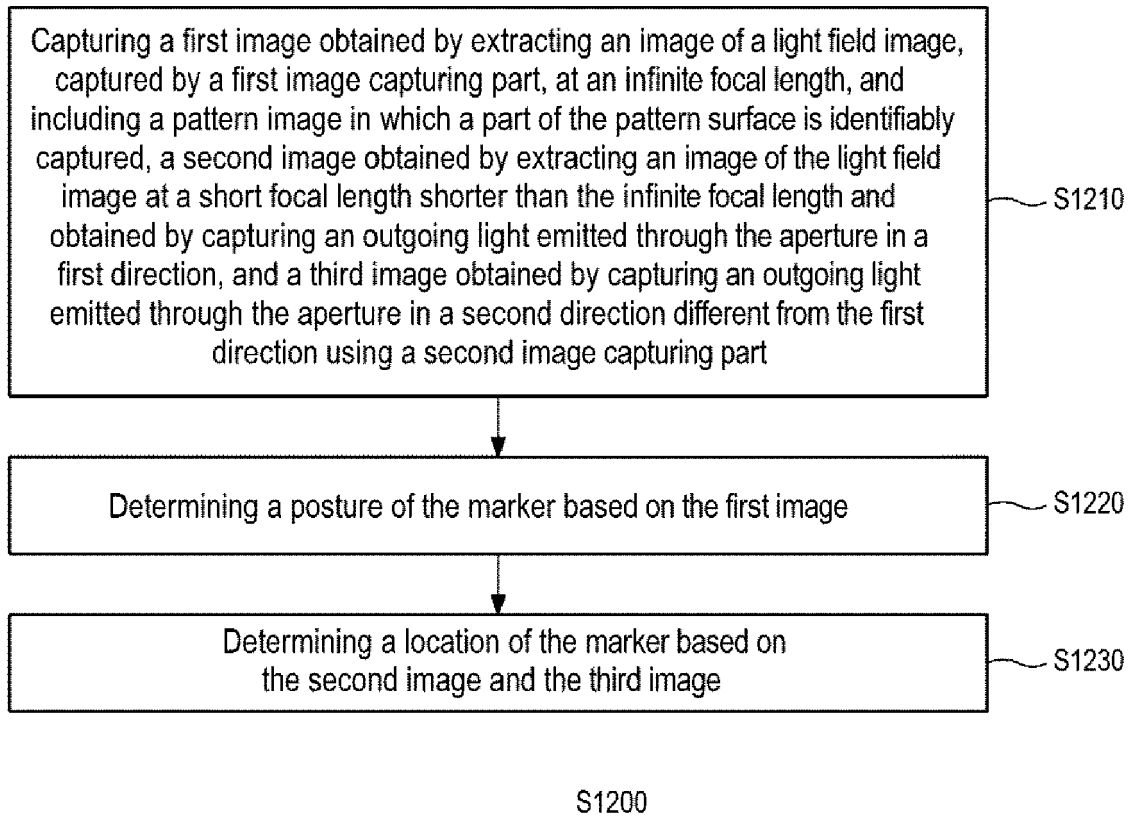 Capturing a first image obtained by extracting an image of a light field image,
captured by a first image capturing part, at an infinite focal length, and
including a pattern image in which a part of the pattern surface is identifiably
captured, a second image obtained by extracting an image of the light field
image at a short focal length shorter than the infinite focal length and
obtained by capturing an outgoing light emitted through the aperture in a
first direction, and a third image obtained by capturing an outgoing light
emitted through the aperture in a second direction different from the first
direction using a second image capturing part
S1210
Determining a posture of the marker based on the first image
S1220
Determining a location of the marker based on
the second image and the third image
S1230
S1200